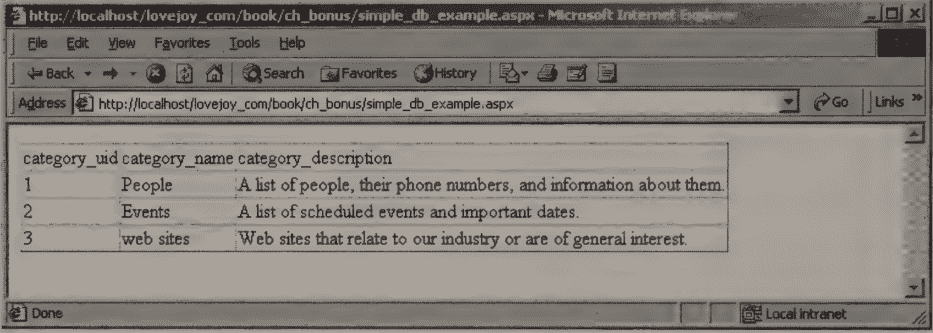 http://localhost/lovejoy_com/book/ch_bonus/simple_db_example.aspx - Microsoft Internet Explorer
File Edit View Favorites Tools Help
Back Search Favorites History
Address http://localhost/lovejoy_com/book/ch_bonus/simple_db_example.aspx Go Links »
category_uid category_name category_description
1 People A list of people, their phone numbers, and information about them.
2 Events A list of scheduled events and important dates.
3 web sites Web sites that relate to our industry or are of general interest.
Done Local intranet